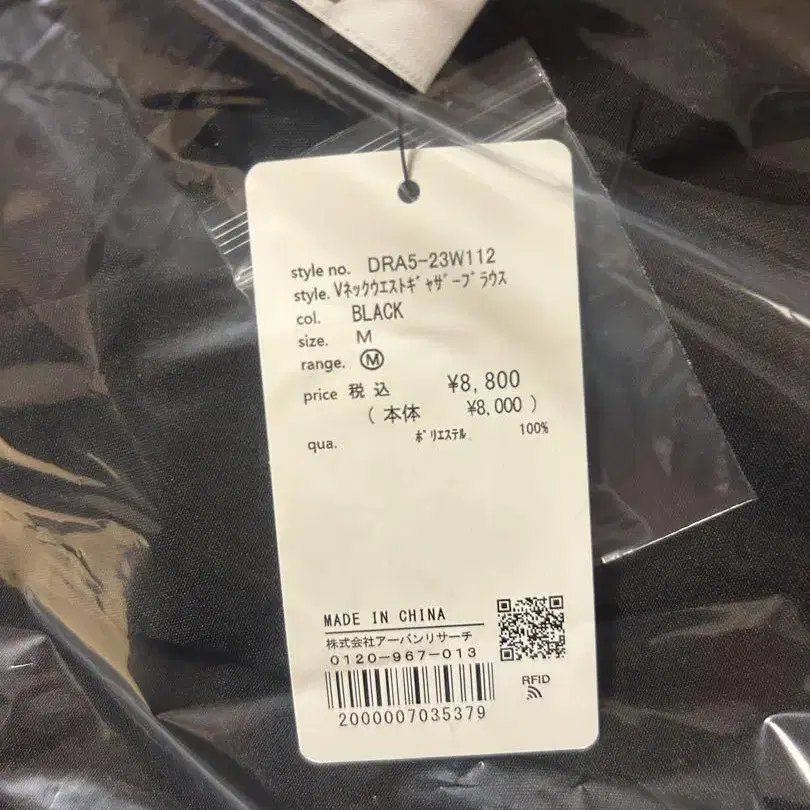 style no. DRA5-23W112
style. Vネックウエストギャザーブラウス
col. BLACK
size. M
range. Ⓜ
price 税込 ¥8,800
(本体 ¥8,000)
qua. ポリエステル 100%
MADE IN CHINA
株式会社アーバンリサーチ
0120-967-013
RFID
2000007035379